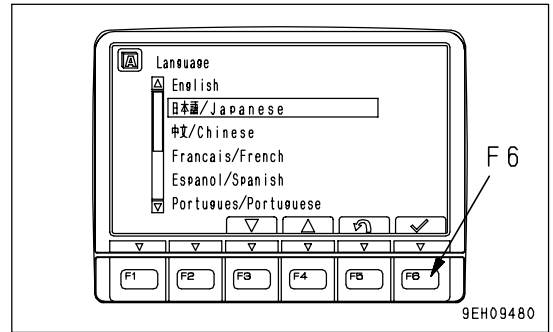 Language
English
日本語/Japanese
中文/Chinese
Francais/French
Espanol/Spanish
Portugues/Portuguese
F6
F1 F2 F3 F4 F5 F6
9EH09480